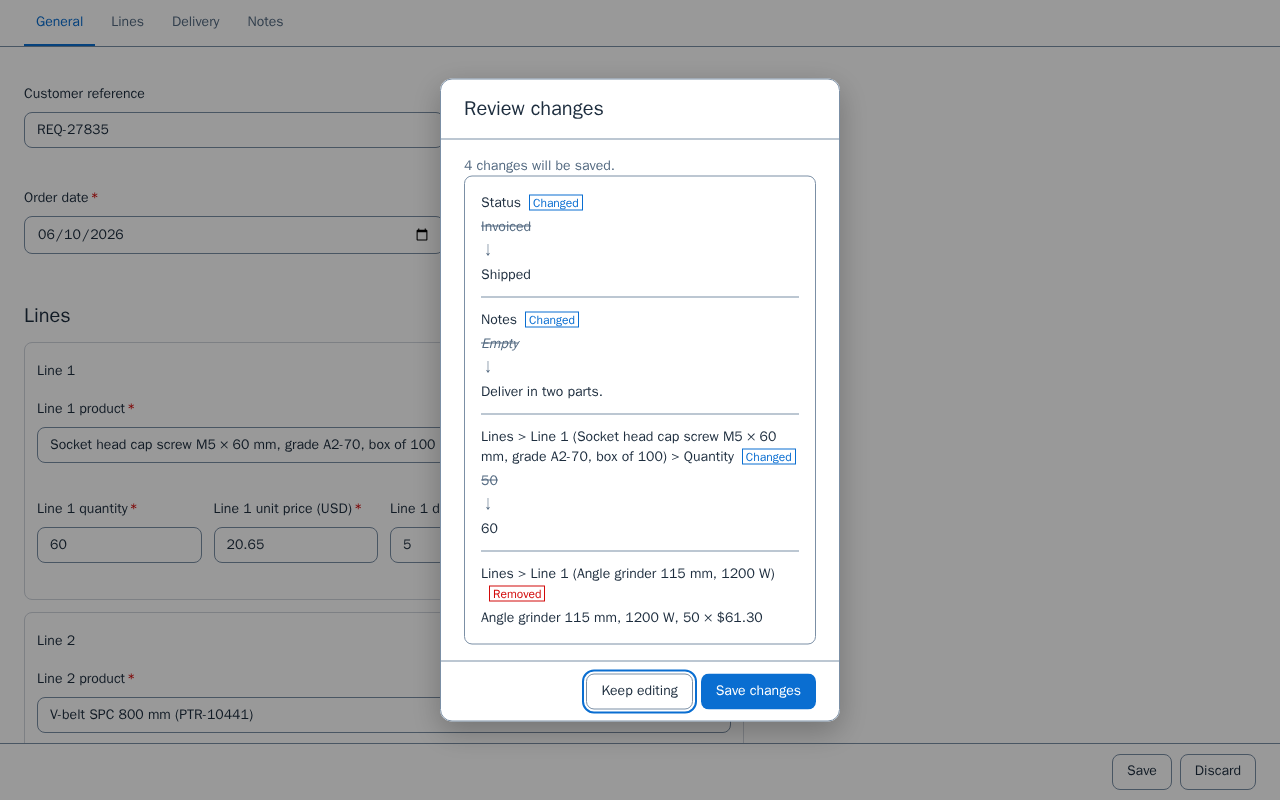 General Lines Delivery Notes
Customer reference
REQ-27835
Order date *
06/10/2026
Lines
Line 1
Line 1 product *
Socket head cap screw M5 × 60 mm, grade A2-70, box of 100
Line 1 quantity * Line 1 unit price (USD) * Line 1 d
60 20.65 5
Line 2
Line 2 product *
V-belt SPC 800 mm (PTR-10441)
Review changes
4 changes will be saved.
Status Changed
Invoiced
↓
Shipped
Notes Changed
Empty
↓
Deliver in two parts.
Lines > Line 1 (Socket head cap screw M5 × 60
mm, grade A2-70, box of 100) > Quantity Changed
50
↓
60
Lines > Line 1 (Angle grinder 115 mm, 1200 W)
Removed
Angle grinder 115 mm, 1200 W, 50 × $61.30
Keep editing Save changes
Save Discard